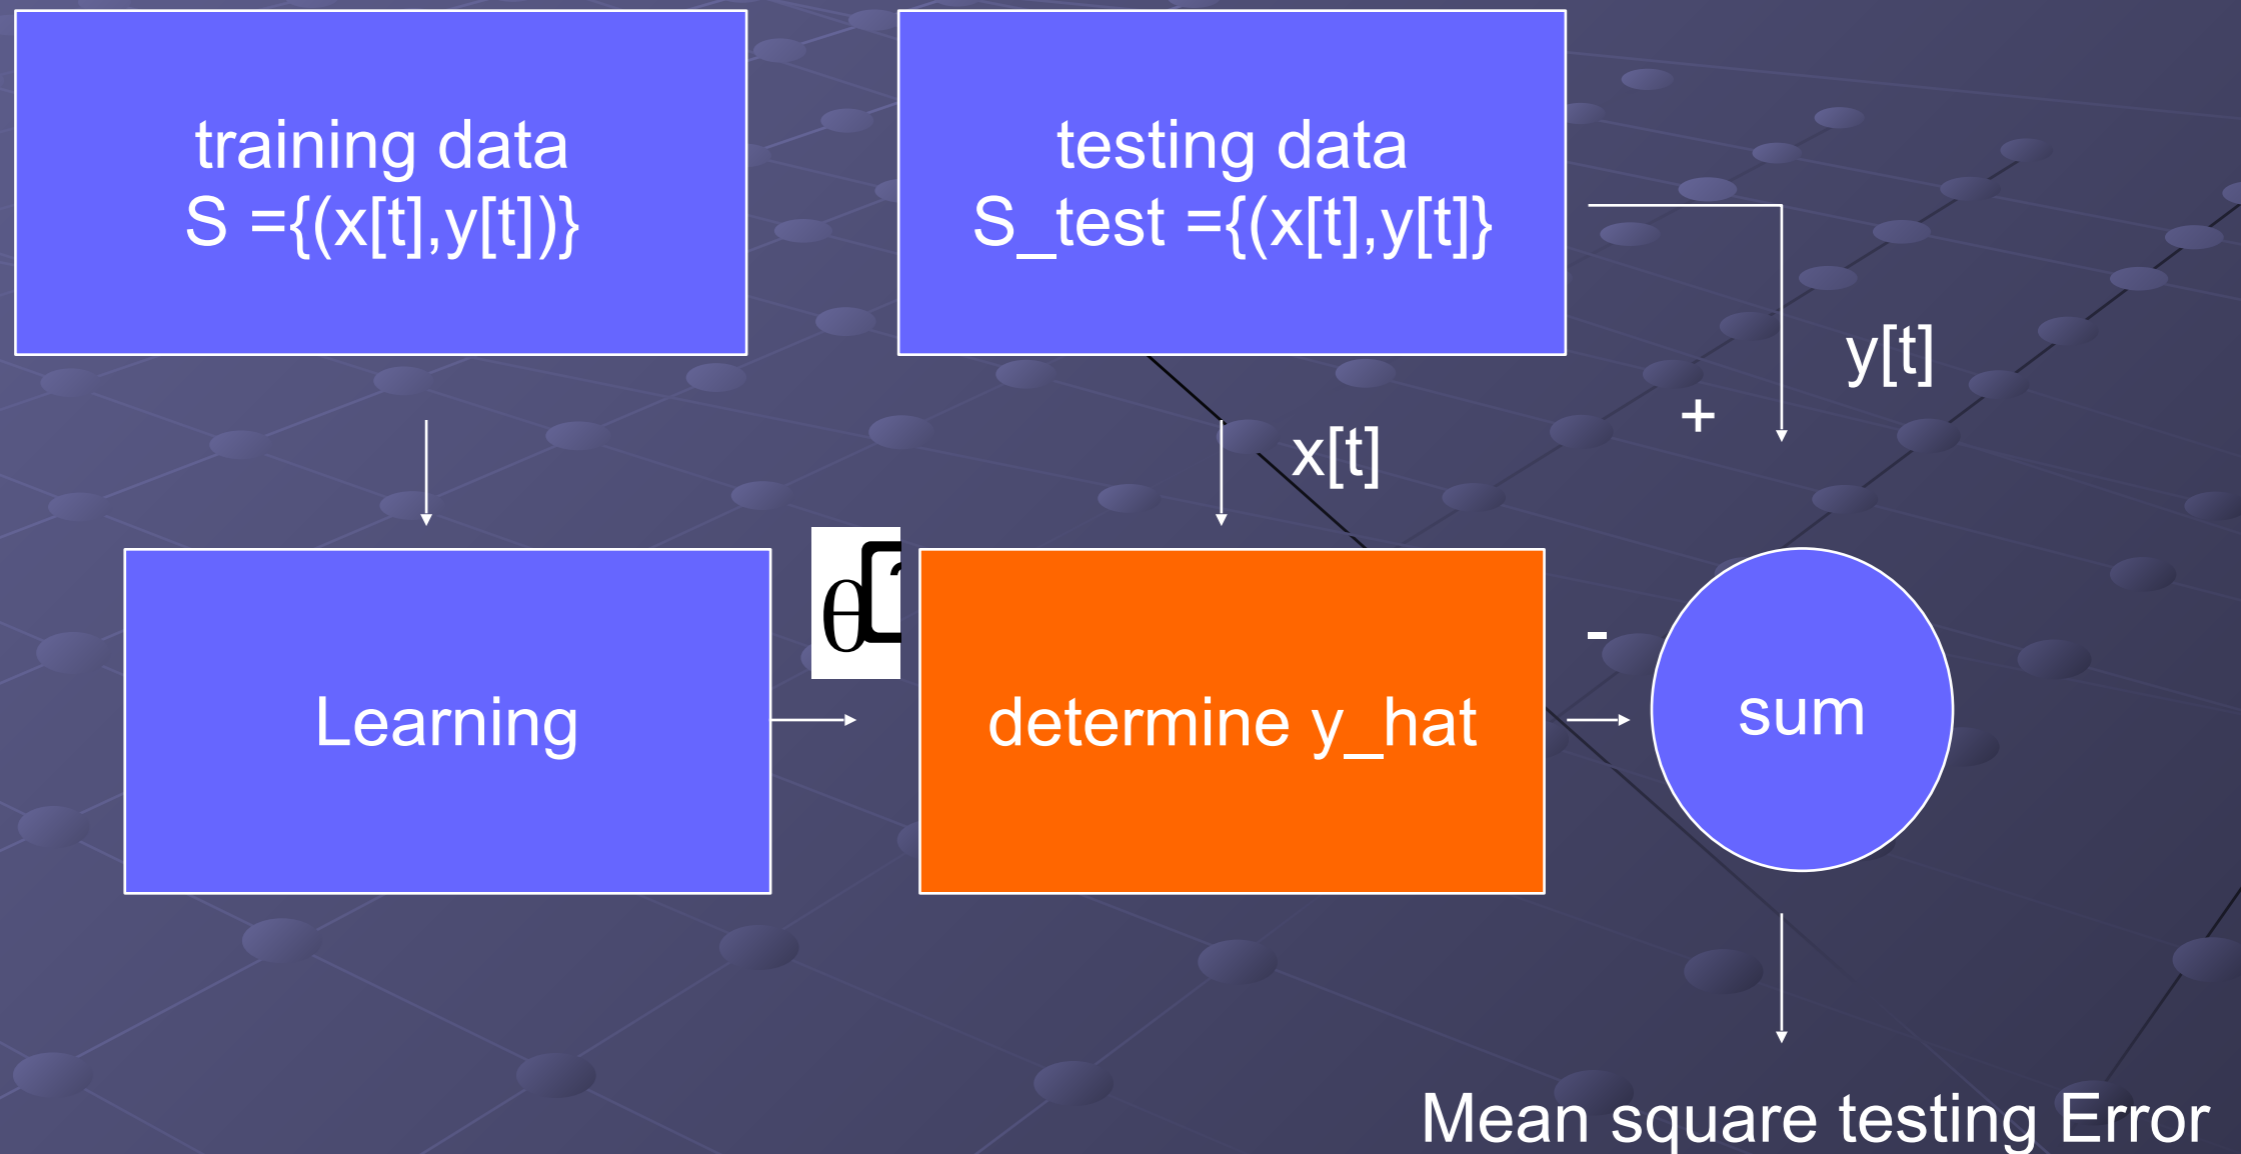 training data
S ={(x[t],y[t])}
testing data
S_test ={(x[t],y[t]}
y[t]
+
x[t]
θ
Learning
determine y_hat
-
sum
Mean square testing Error